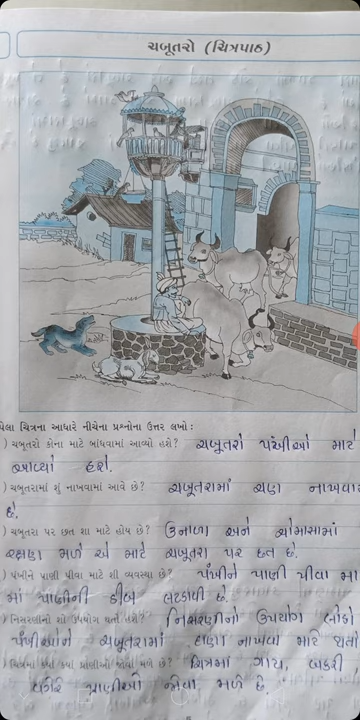 ચબૂતરો (ચિત્રપાઠ)
પેલા ચિત્રના આધારે નીચેના પ્રશ્નોના ઉત્તર લખો :
) ચબૂતરો કોના માટે બાંધવામાં આવ્યો હશે? ચબૂતરો પંખીઓ માટે
બાંધ્યો હશે.
) ચબૂતરામાં શું નાખવામાં આવે છે? ચબૂતરામાં ચણ નાખવા
છે.
) ચબૂતરા પર છત શા માટે હોય છે? ઉનાળા અને ચોમાસામાં
રક્ષણ મળે એ માટે ચબૂતરા પર છત છે.
) પંખીને પાણી પીવા માટે શી વ્યવસ્થા છે? પંખીને પાણી પીવા મા
માં પાણીની ઠીબ લટકાવી છે.
નિસરણીનો શો ઉપયોગ થતો હશે? નિસરણીનો ઉપયોગ લોકો
પંખીઓને ચબૂતરામાં દાણા નાખવા માટે થતો
) ચિત્રમાં કયાં કયાં પ્રાણીઓ જોવા મળે છે? ચિત્રમાં ગાય, બકરી
વગેરે પ્રાણીઓ જોવા મળે છે.